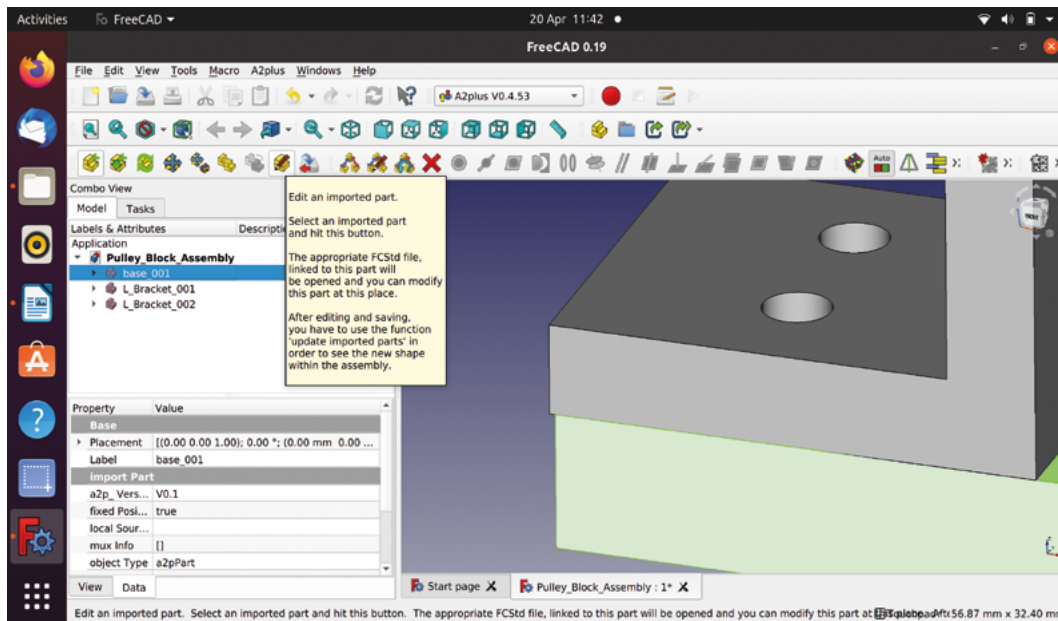 Activities FreeCAD 20 Apr 11:42
FreeCAD 0.19
File Edit View Tools Macro A2plus Windows Help
A2plus V0.4.53
Auto
Combo View
Model Tasks
Labels & Attributes Descripti
Application
Pulley_Block_Assembly
base_001
L_Bracket_001
L_Bracket_002
Edit an imported part.
Select an imported part
and hit this button.
The appropriate FCStd file,
linked to this part will
be opened and you can modify
this part at this place.
After editing and saving,
you have to use the function
'update imported parts' in
order to see the new shape
within the assembly.
FRONT
Property Value
Base
Placement [(0.00 0.00 1.00); 0.00 °; (0.00 mm 0.00 ...
Label base_001
Import Part
a2p_ Vers... V0.1
fixed Posi... true
local Sour...
mux Info []
object Type a2pPart
View Data
Start page Pulley_Block_Assembly : 1*
Edit an imported part. Select an imported part and hit this button. The appropriate FCStd file, linked to this part will be opened and you can modify this part at 56.87 mm x 32.40 mm